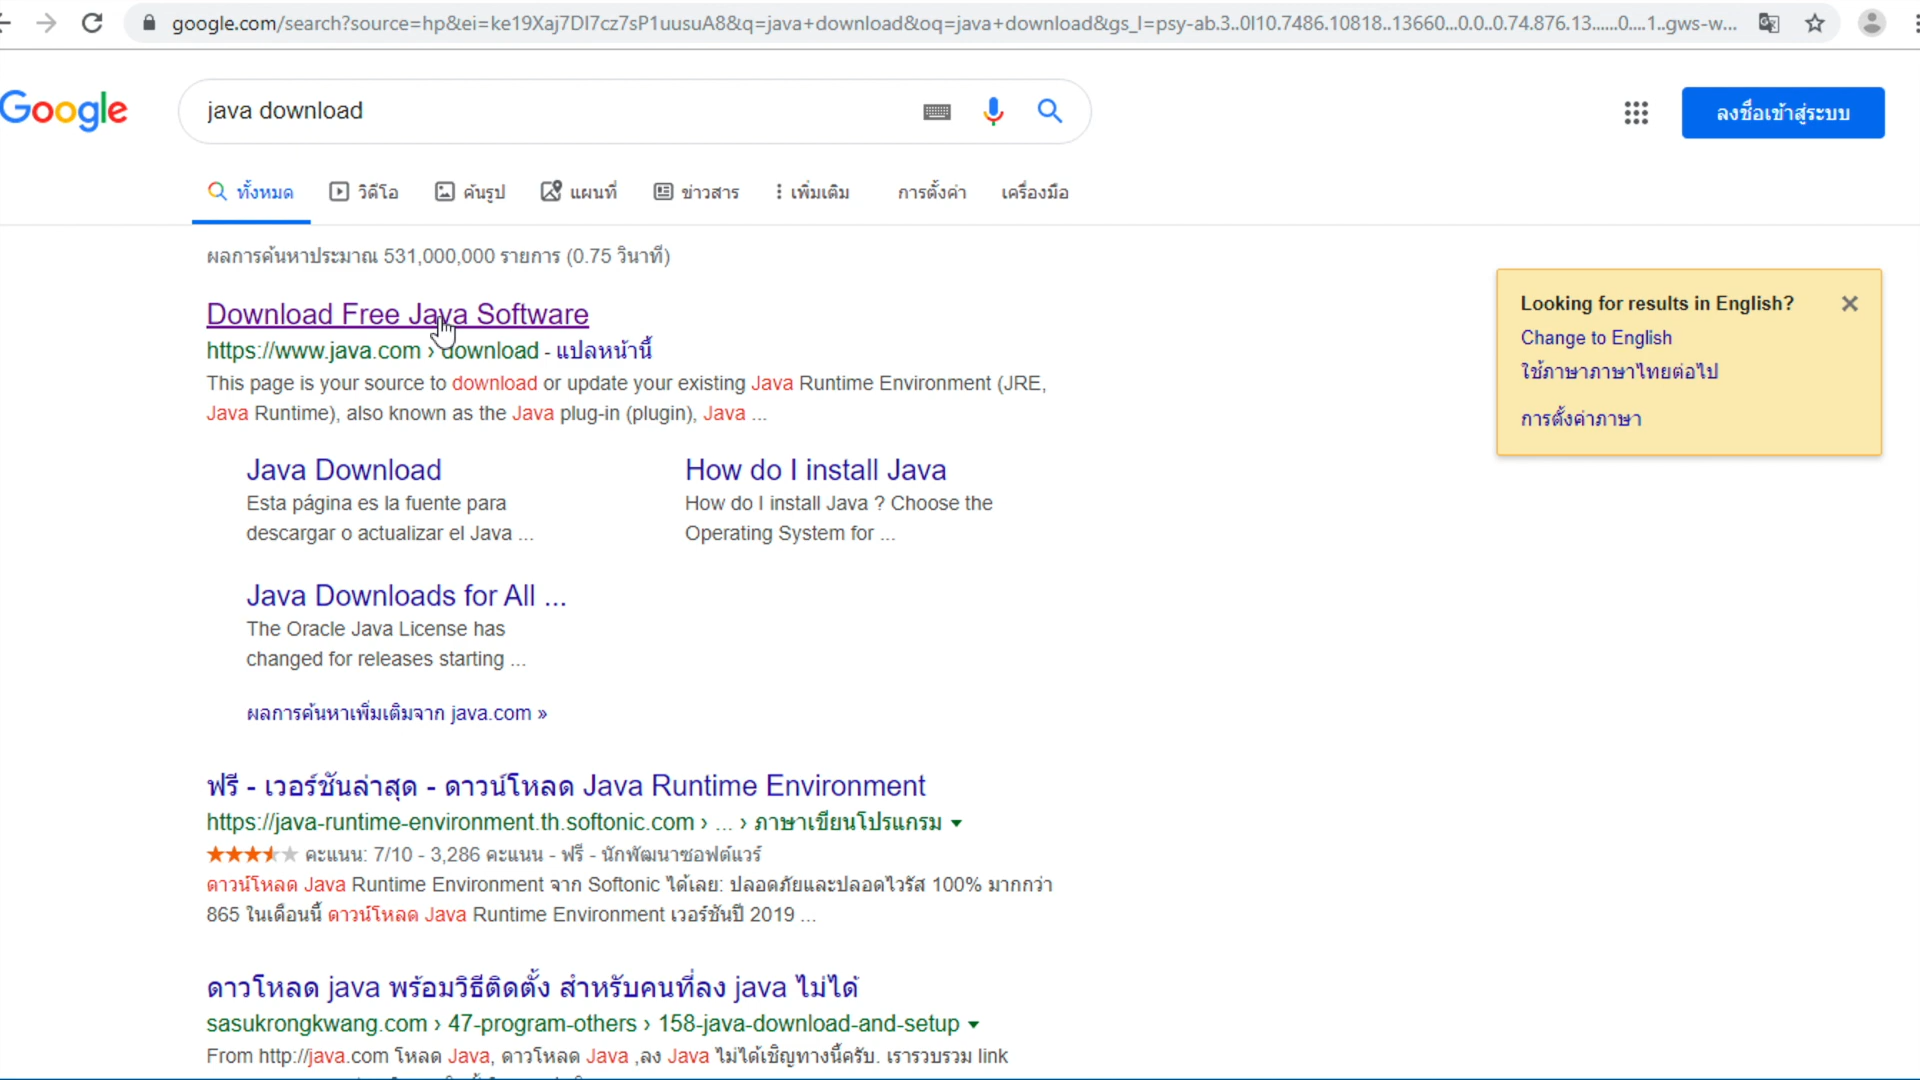 google.com/search?source=hp&ei=ke19Xaj7DI7cz7sP1uusuA8&q=java+download&oq=java+download&gs_l=psy-ab.3..0l10.7486.10818..13660...0.0..0.74.876.13......0....1..gws-w...
Google
java download
ลงชื่อเข้าสู่ระบบ
ทั้งหมด วิดีโอ ค้นรูป แผนที่ ข่าวสาร เพิ่มเติม การตั้งค่า เครื่องมือ
ผลการค้นหาประมาณ 531,000,000 รายการ (0.75 วินาที)
Looking for results in English?
Change to English
ใช้ภาษาภาษาไทยต่อไป
การตั้งค่าภาษา
Download Free Java Software
https://www.java.com › download - แปลหน้านี้
This page is your source to download or update your existing Java Runtime Environment (JRE,
Java Runtime), also known as the Java plug-in (plugin), Java ...
Java Download
Esta página es la fuente para
descargar o actualizar el Java ...
How do I install Java
How do I install Java ? Choose the
Operating System for ...
Java Downloads for All ...
The Oracle Java License has
changed for releases starting ...
ผลการค้นหาเพิ่มเติมจาก java.com »
ฟรี - เวอร์ชันล่าสุด - ดาวน์โหลด Java Runtime Environment
https://java-runtime-environment.th.softonic.com › ... › ภาษาเขียนโปรแกรม
คะแนน: 7/10 - 3,286 คะแนน - ฟรี - นักพัฒนาซอฟต์แวร์
ดาวน์โหลด Java Runtime Environment จาก Softonic ได้เลย: ปลอดภัยและปลอดไวรัส 100% มากกว่า
865 ในเดือนนี้ ดาวน์โหลด Java Runtime Environment เวอร์ชันปี 2019 ...
ดาวโหลด java พร้อมวิธีติดตั้ง สำหรับคนที่ลง java ไม่ได้
sasukrongkwang.com › 47-program-others › 158-java-download-and-setup
From http://java.com โหลด Java, ดาวโหลด Java ,ลง Java ไม่ได้เชิญทางนี้ครับ. เรารวบรวม link